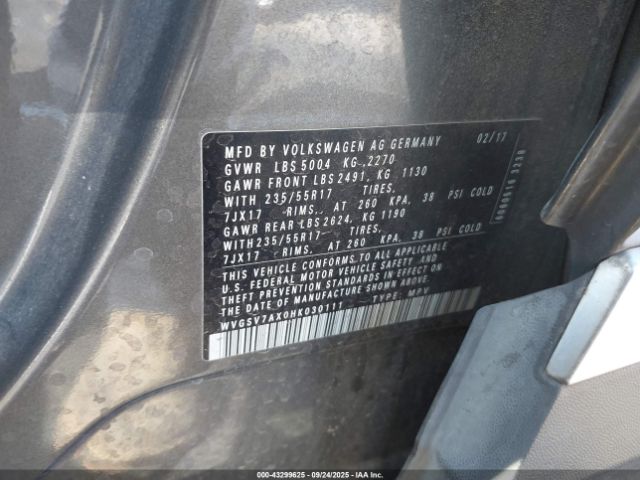 MFD BY VOLKSWAGEN AG GERMANY 02/17
GVWR LBS 5004 KG 2270
GAWR FRONT LBS 2491, KG 1130
WITH 235/55R17 TIRES.
7JX17 RIMS., AT 260 KPA, 38 PSI COLD
GAWR REAR LBS 2624, KG 1190
WITH 235/55R17 TIRES.
7JX17 RIMS, AT 260 KPA, 38 PSI COLD
THIS VEHICLE CONFORMS TO ALL APPLICABLE
U.S. FEDERAL MOTOR VEHICLE SAFETY AND
THEFT PREVENTION STANDARDS IN EFFECT ON
THE DATE OF MANUFACTURE SHOWN ABOVE.
WVGSV7AX0HK030111 TYPE: MPV
000-43299625 09/24/2025 IAA Holdings, LLC